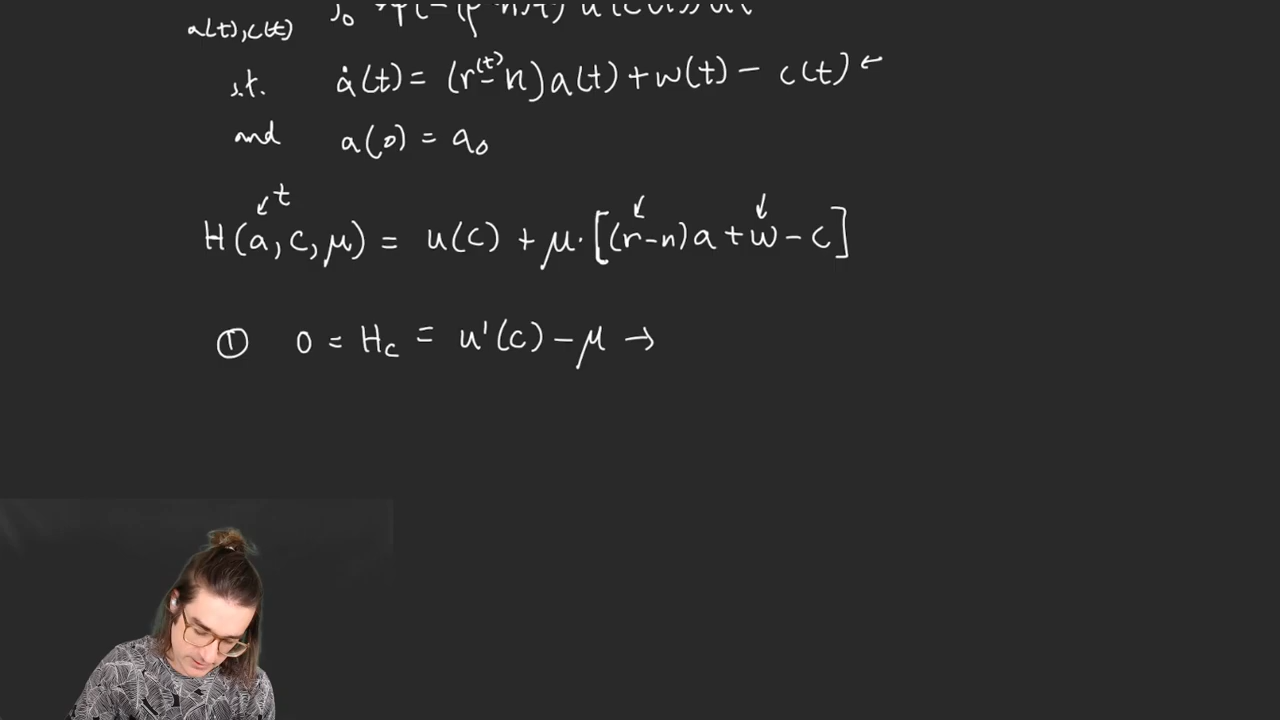 a(t), c(t)
s.t. ȧ(t) = (r(t) - n) a(t) + w(t) - c(t) ←
and a(0) = a₀
↙ t ↙ ↓
H(a, c, μ) = u(c) + μ · [(r - n)a + w - c]
① 0 = H_c = u'(c) - μ →